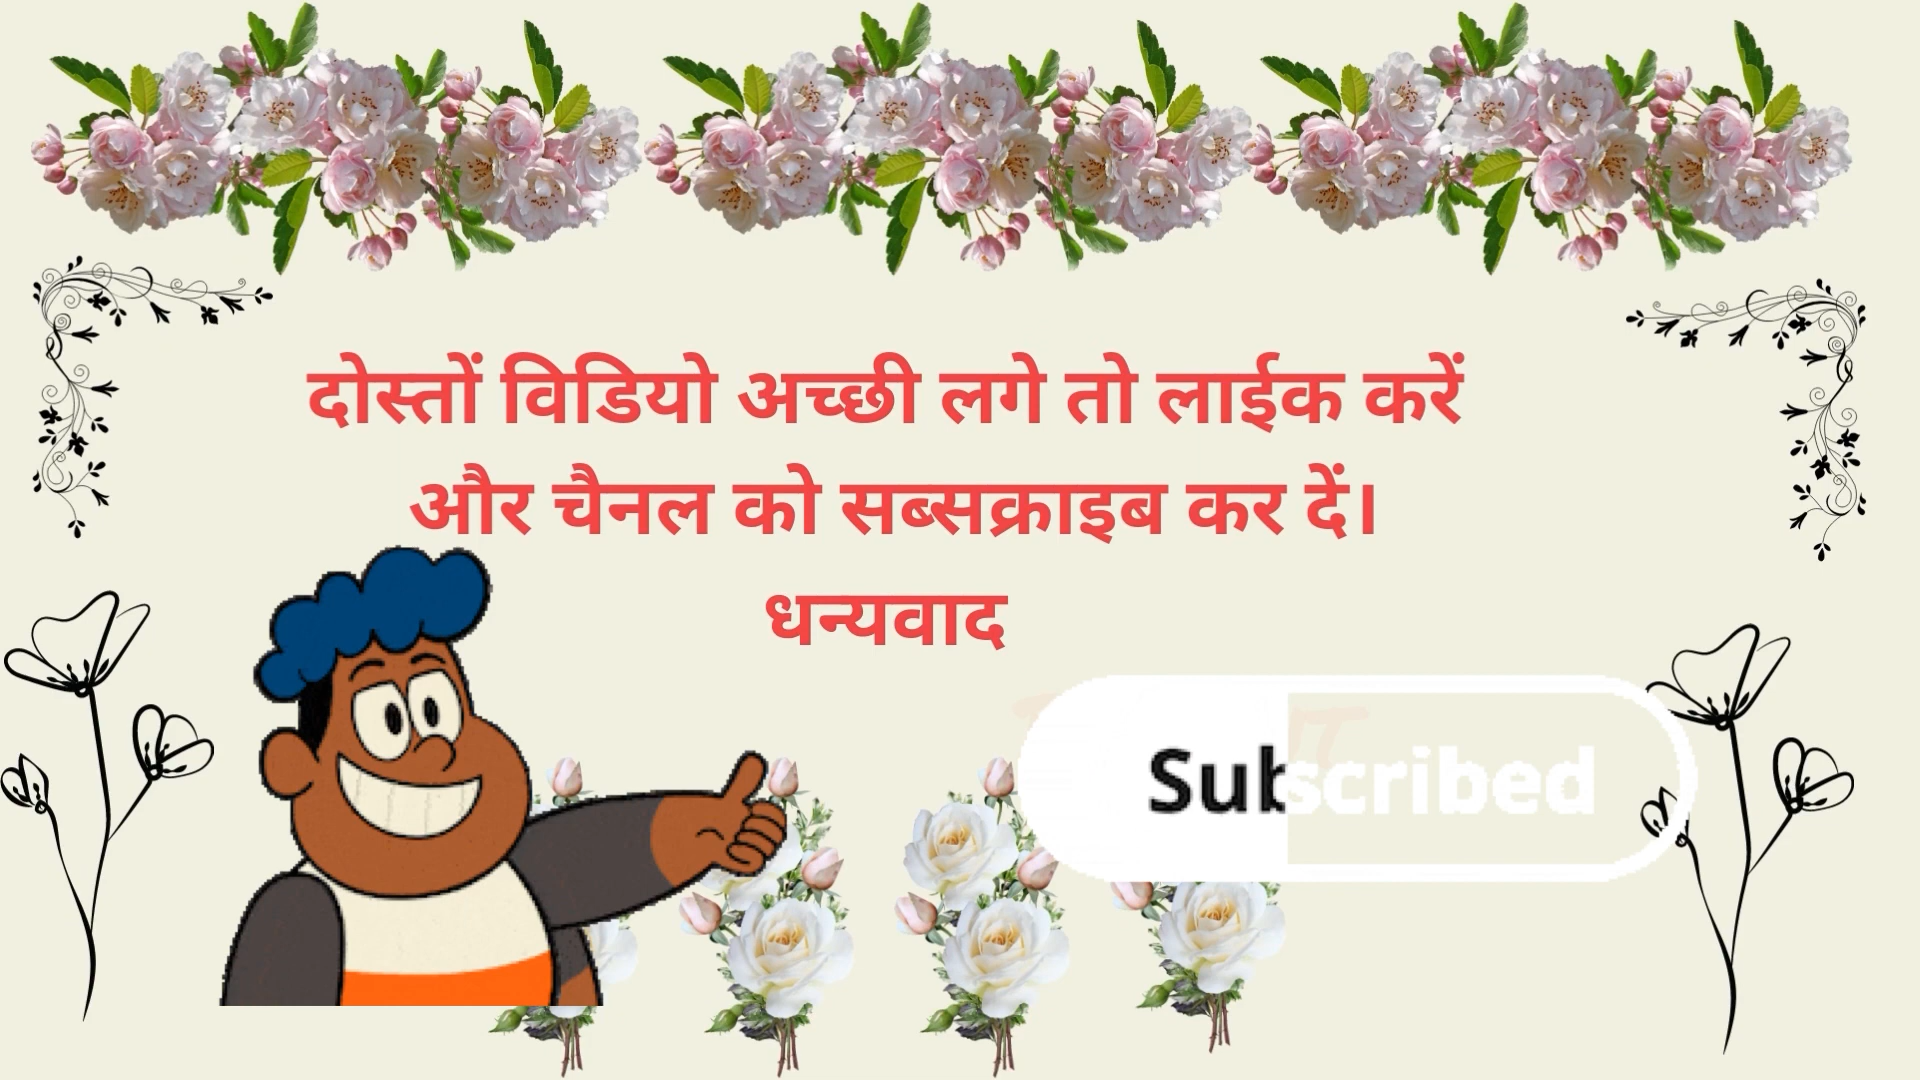 दोस्तों विडियो अच्छी लगे तो लाईक करें
और चैनल को सब्सक्राइब कर दें।
धन्यवाद
Subscribed